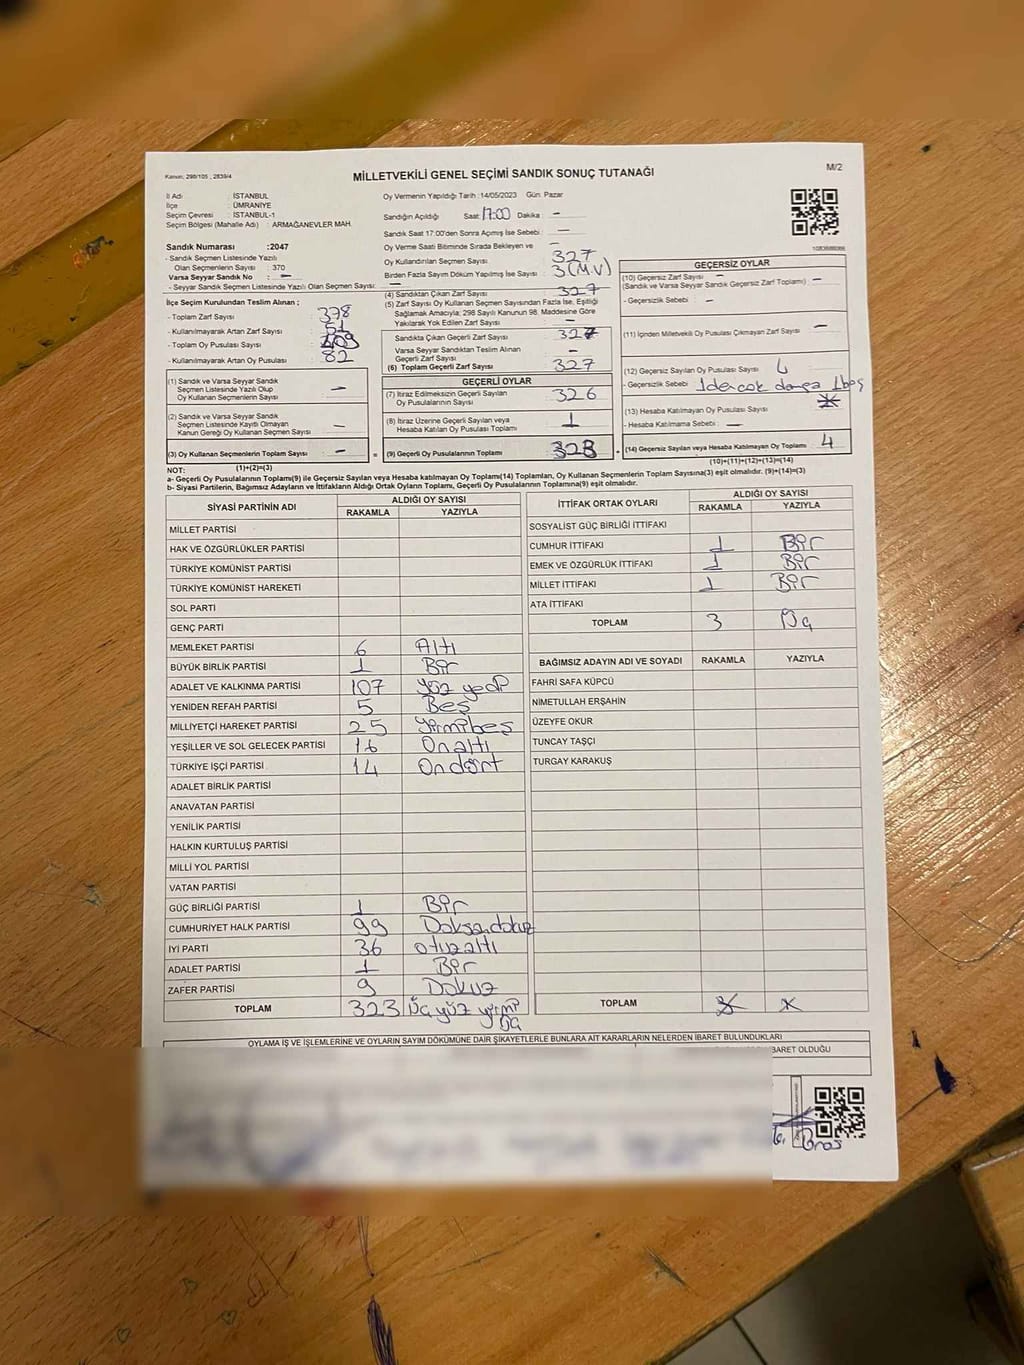 Kanun: 298/105 , 2839/4
MİLLETVEKİLİ GENEL SEÇİMİ SANDIK SONUÇ TUTANAĞI
M/2
İl Adı : İSTANBUL
İlçe : ÜMRANİYE
Seçim Çevresi : İSTANBUL-1
Seçim Bölgesi (Mahalle Adı) : ARMAĞANEVLER MAH.
Sandık Numarası :2047
- Sandık Seçmen Listesinde Yazılı
Olan Seçmenlerin Sayısı : 370
Varsa Seyyar Sandık No : -
- Seyyar Sandık Seçmen Listesinde Yazılı Olan Seçmen Sayısı: -
Oy Vermenin Yapıldığı Tarih :14/05/2023 Gün: Pazar
Sandığın Açıldığı Saat: 17:00 Dakika : -
Sandık Saat 17:00'den Sonra Açılmış İse Sebebi : -
Oy Verme Saati Bitiminde Sırada Bekleyen ve -
Oy Kullandırılan Seçmen Sayısı 327
Birden Fazla Sayım Döküm Yapılmış İse Sayısı : 3 (M.V)
1083688086
İlçe Seçim Kurulundan Teslim Alınan ;
- Toplam Zarf Sayısı : 378
- Kullanılmayarak Artan Zarf Sayısı : 51
- Toplam Oy Pusulası Sayısı :
- Kullanılmayarak Artan Oy Pusulası : 82
(1) Sandık ve Varsa Seyyar Sandık
Seçmen Listesinde Yazılı Olup
Oy Kullanan Seçmenlerin Sayısı : -
(2) Sandık ve Varsa Seyyar Sandık
Seçmen Listesinde Kayıtlı Olmayan
Kanun Gereği Oy Kullanan Seçmen Sayısı -
(3) Oy Kullanan Seçmenlerin Toplam Sayısı : -
(1)+(2)=(3)
(4) Sandıktan Çıkan Zarf Sayısı : 327
(5) Zarf Sayısı Oy Kullanan Seçmen Sayısından Fazla İse, Eşitliği
Sağlamak Amacıyla; 298 Sayılı Kanunun 98. Maddesine Göre
Yakılarak Yok Edilen Zarf Sayısı : -
Sandıkta Çıkan Geçerli Zarf Sayısı 327
Varsa Seyyar Sandıktan Teslim Alınan
Geçerli Zarf Sayısı -
(6) Toplam Geçerli Zarf Sayısı 327
GEÇERLİ OYLAR
(7) İtiraz Edilmeksizin Geçerli Sayılan
Oy Pusulalarının Sayısı : 326
(8) İtiraz Üzerine Geçerli Sayılan veya
Hesaba Katılan Oy Pusulası Toplamı 1
(9) Geçerli Oy Pusulalarının Toplamı
GEÇERSİZ OYLAR
(10) Geçersiz Zarf Sayısı : -
(Sandık ve Varsa Seyyar Sandık Geçersiz Zarf Toplamı) : -
- Geçersizlik Sebebi : -
(11) İçinden Milletvekili Oy Pusulası Çıkmayan Zarf Sayısı : -
(12) Geçersiz Sayılan Oy Pusulası Sayısı : 4
- Geçersizlik Sebebi
(13) Hesaba Katılmayan Oy Pusulası Sayısı :
- Hesaba Katılmama Sebebi : -
(14) Geçersiz Sayılan veya Hesaba Katılmayan Oy Toplamı 4
(10)+(11)+(12)+(13)=(14)
NOT:
a- Geçerli Oy Pusulalarının Toplamı(9) ile Geçersiz Sayılan veya Hesaba katılmayan Oy Toplamı(14) Toplamları, Oy Kullanan Seçmenlerin Toplam Sayısına(3) eşit olmalıdır. (9)+(14)=(3)
b- Siyasi Partilerin, Bağımsız Adayların ve İttifakların Aldığı Ortak Oyların Toplamı, Geçerli Oy Pusulalarının Toplamına(9) eşit olmalıdır.
SİYASİ PARTİNİN ADI
ALDIĞI OY SAYISI
RAKAMLA YAZIYLA
MİLLET PARTİSİ
HAK VE ÖZGÜRLÜKLER PARTİSİ
TÜRKİYE KOMÜNİST PARTİSİ
TÜRKİYE KOMÜNİST HAREKETİ
SOL PARTİ
GENÇ PARTİ
MEMLEKET PARTİSİ 6 Altı
BÜYÜK BİRLİK PARTİSİ 1 Bir
ADALET VE KALKINMA PARTİSİ 107 yüz yedi
YENİDEN REFAH PARTİSİ 5 Beş
MİLLİYETÇİ HAREKET PARTİSİ 25 yirmibeş
YEŞİLLER VE SOL GELECEK PARTİSİ 16 Onaltı
TÜRKİYE İŞÇİ PARTİSİ 14 Ondört
ADALET BİRLİK PARTİSİ
ANAVATAN PARTİSİ
YENİLİK PARTİSİ
HALKIN KURTULUŞ PARTİSİ
MİLLİ YOL PARTİSİ
VATAN PARTİSİ
GÜÇ BİRLİĞİ PARTİSİ 1 Bir
CUMHURİYET HALK PARTİSİ 99 Doksandokuz
İYİ PARTİ 36 otuzaltı
ADALET PARTİSİ 1 Bir
ZAFER PARTİSİ 9 Dokuz
TOPLAM 323 Üçyüz yirmi
üç
İTTİFAK ORTAK OYLARI
ALDIĞI OY SAYISI
RAKAMLA YAZIYLA
SOSYALİST GÜÇ BİRLİĞİ İTTİFAKI
CUMHUR İTTİFAKI 1 Bir
EMEK VE ÖZGÜRLÜK İTTİFAKI 1 Bir
MİLLET İTTİFAKI 1 Bir
ATA İTTİFAKI
TOPLAM 3 Üç
BAĞIMSIZ ADAYIN ADI VE SOYADI RAKAMLA YAZIYLA
FAHRİ SAFA KÜPCÜ
NİMETULLAH ERŞAHİN
ÜZEYFE OKUR
TUNCAY TAŞÇI
TURGAY KARAKUŞ
TOPLAM
OYLAMA İŞ VE İŞLEMLERİNE VE OYLARIN SAYIM DÖKÜMÜNE DAİR ŞİKAYETLERLE BUNLARA AİT KARARLARIN NELERDEN İBARET BULUNDUKLARI
BARET OLDUĞU